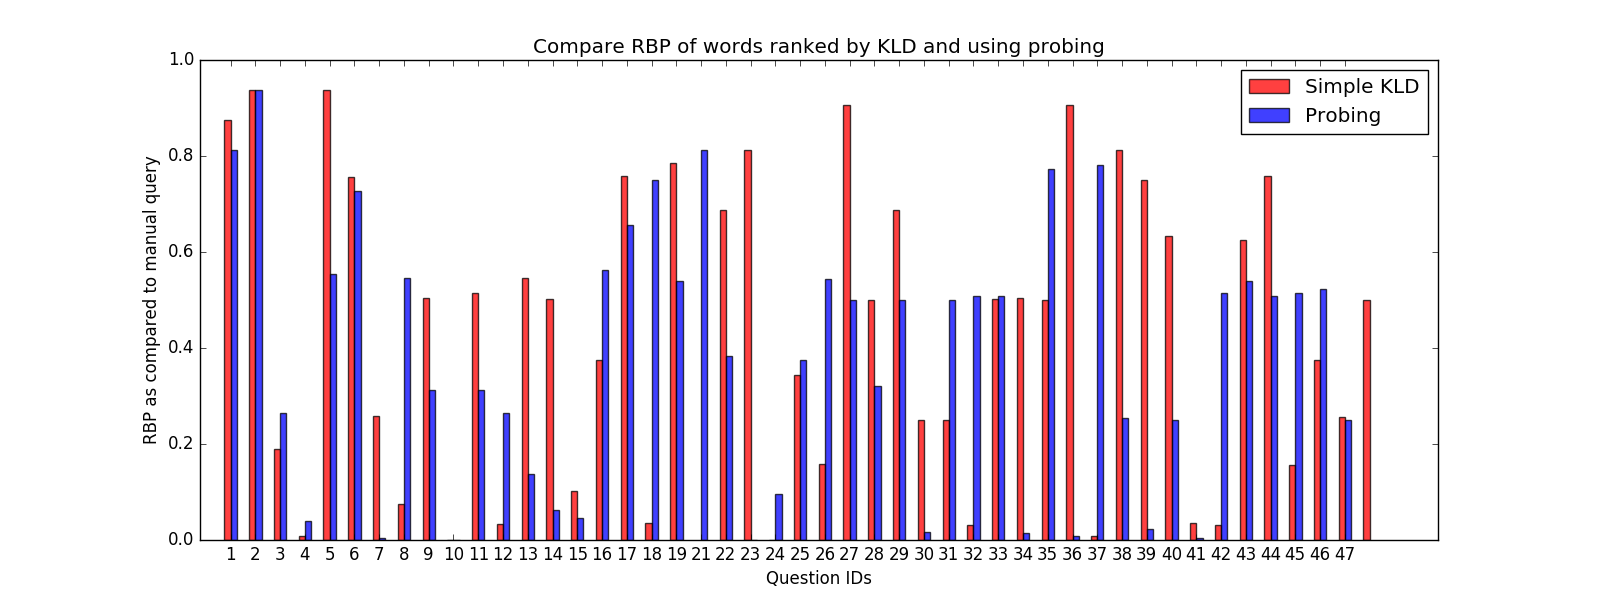 Compare RBP of words ranked by KLD and using probing
1.0
0.8
0.6
0.4
0.2
0.0
RBP as compared to manual query
Simple KLD
Probing
1 2 3 4 5 6 7 8 9 10 11 12 13 14 15 16 17 18 19 21 22 23 24 25 26 27 28 29 30 31 32 33 34 35 36 37 38 39 40 41 42 43 44 45 46 47
Question IDs